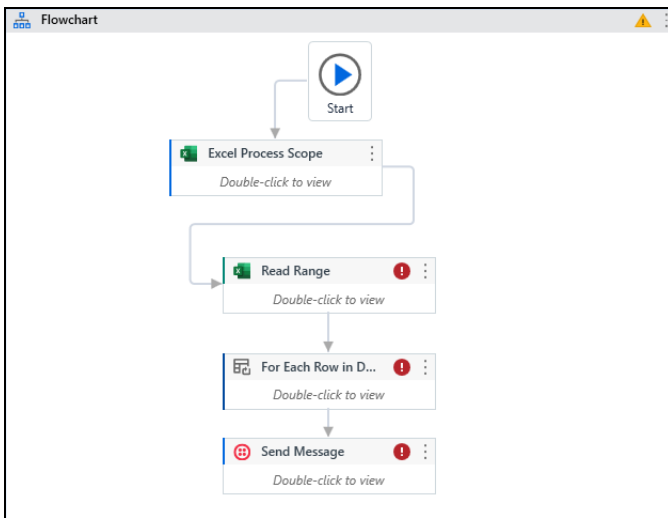 Flowchart
Start
Excel Process Scope
Double-click to view
Read Range
Double-click to view
For Each Row in D...
Double-click to view
Send Message
Double-click to view